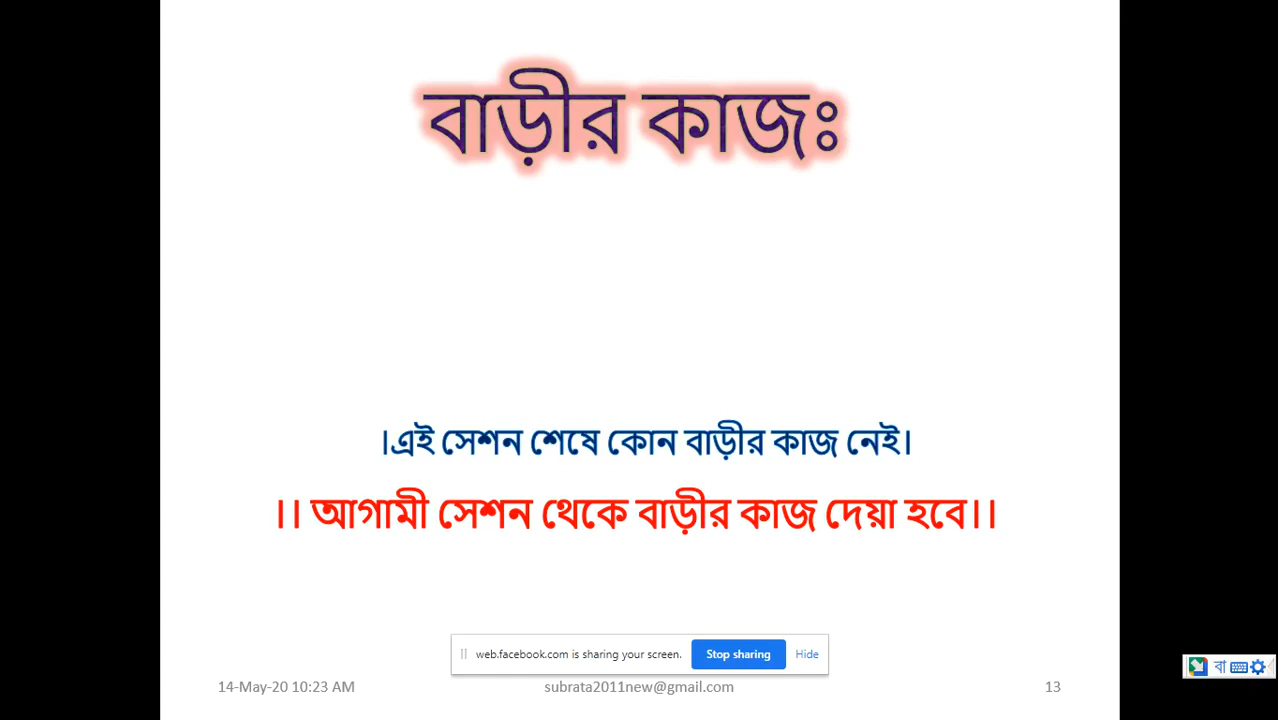 বাড়ীর কাজঃ
।এই সেশন শেষে কোন বাড়ীর কাজ নেই।
।। আগামী সেশন থেকে বাড়ীর কাজ দেয়া হবে।।
web.facebook.com is sharing your screen. Stop sharing Hide
বা
14-May-20 10:23 AM subrata2011new@gmail.com 13